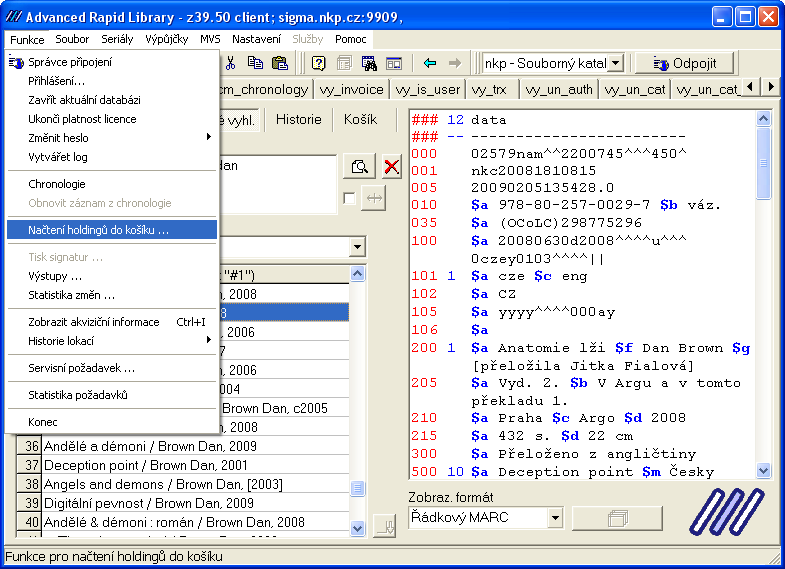 Advanced Rapid Library - z39.50 client; sigma.nkp.cz:9909,
Funkce Soubor Seriály Výpůjčky MVS Nastavení Služby Pomoc
Správce připojení
Přihlášení...
Zavřít aktuální databázi
Ukonči platnost licence
Změnit heslo
Vytvářet log
Chronologie
Obnovit záznam z chronologie
Načtení holdingů do košíku ...
Tisk signatur ...
Výstupy ...
Statistika změn ...
Zobrazit akviziční informace Ctrl+I
Historie lokací
Servisní požadavek ...
Statistika požadavků
Konec
nkp - Souborný katal
Odpojit
cm_chronology vy_invoice vy_is_user vy_trx vy_un_auth vy_un_cat vy_un_cat_
é vyhl. Historie Košík
dan
"#1")
n, 2008
8
, 2006
7
n, 2006
004
Brown Dan, c2005
n, 2008
36 Andělé a démoni / Brown Dan, 2009
37 Deception point / Brown Dan, 2001
38 Angels and demons / Brown Dan, [2003]
39 Digitální pevnost / Brown Dan, 2009
40 Andělé & démoni : román / Brown Dan, 2008
### 12 data
### -- ------------------------
000 02579nam^^2200745^^^450^
001 nkc20081810815
005 20090205135428.0
010 $a 978-80-257-0029-7 $b váz.
035 $a (OCoLC)298775296
100 $a 20080630d2008^^^^u^^^
0czey0103^^^^||
101 1 $a cze $c eng
102 $a CZ
105 $a yyyy^^^^000ay
106 $a
200 1 $a Anatomie lži $f Dan Brown $g
[přeložila Jitka Fialová]
205 $a Vyd. 2. $b V Argu a v tomto
překladu 1.
210 $a Praha $c Argo $d 2008
215 $a 432 s. $d 22 cm
300 $a Přeloženo z angličtiny
500 10 $a Deception point $m Česky
Zobraz. formát
Řádkový MARC
Funkce pro načtení holdingů do košíku